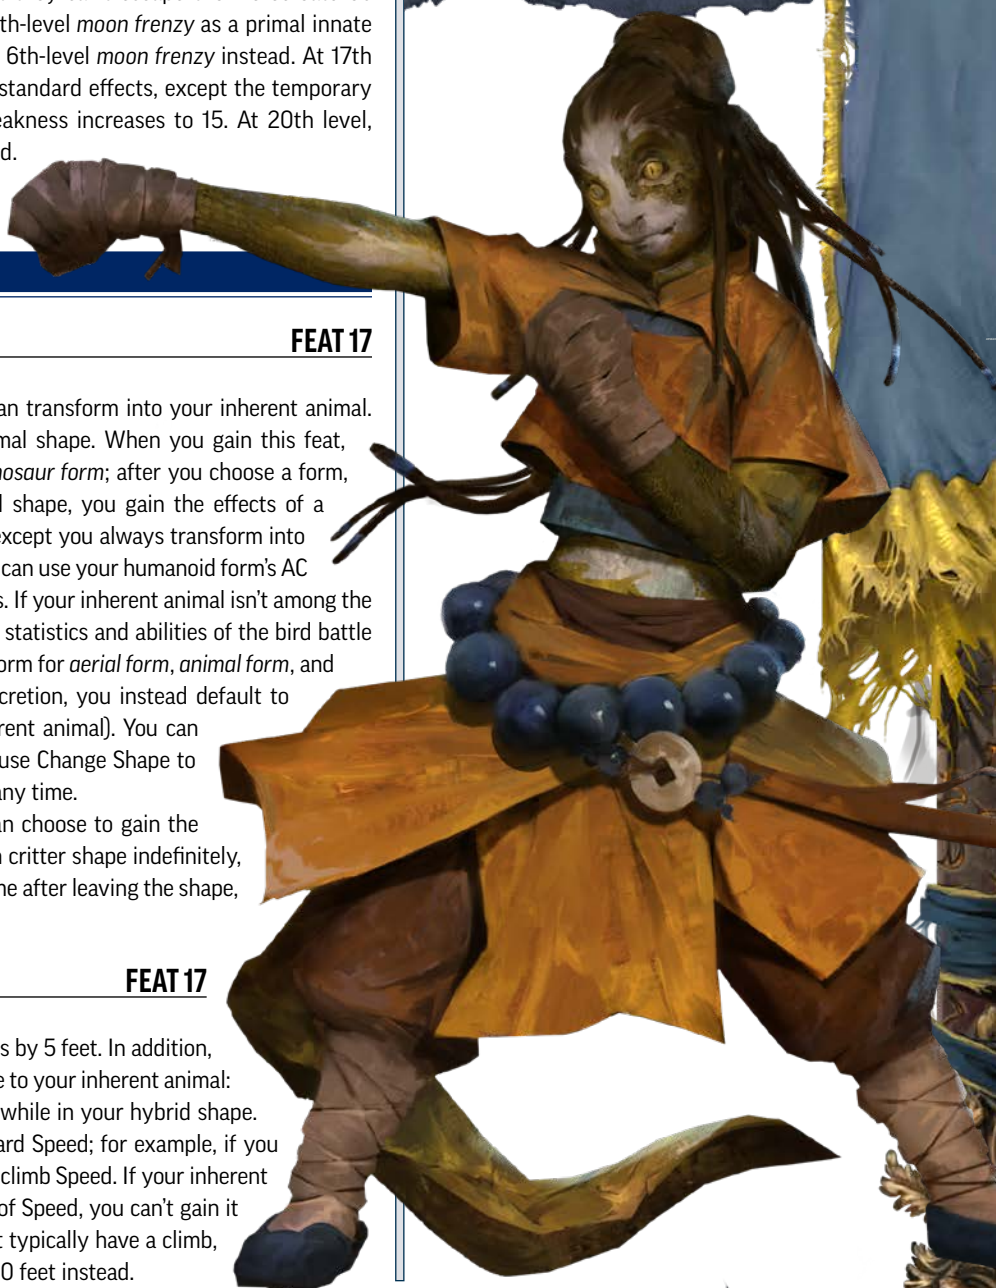 th-level moon frenzy as a primal innate
6th-level moon frenzy instead. At 17th
standard effects, except the temporary
eakness increases to 15. At 20th level,
d.
FEAT 17
an transform into your inherent animal.
mal shape. When you gain this feat,
nosaur form; after you choose a form,
l shape, you gain the effects of a
except you always transform into
can use your humanoid form's AC
s. If your inherent animal isn't among the
statistics and abilities of the bird battle
orm for aerial form, animal form, and
cretion, you instead default to
rent animal). You can
use Change Shape to
any time.
an choose to gain the
n critter shape indefinitely,
ne after leaving the shape,
FEAT 17
s by 5 feet. In addition,
e to your inherent animal:
while in your hybrid shape.
ard Speed; for example, if you
climb Speed. If your inherent
of Speed, you can't gain it
t typically have a climb,
0 feet instead.